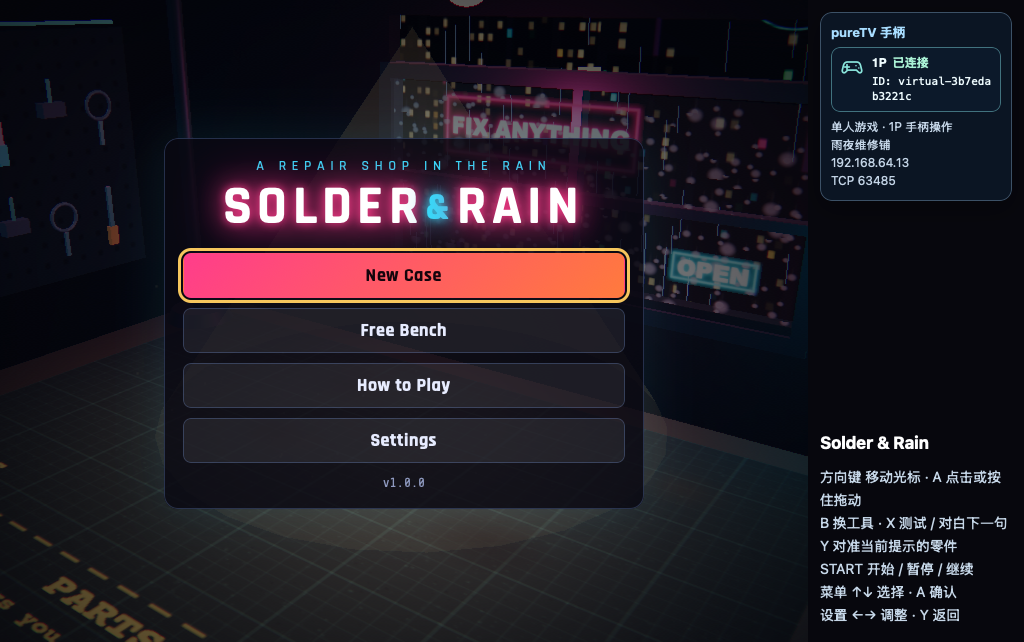 FIX ANYTHING
OPEN
A REPAIR SHOP IN THE RAIN
SOLDER & RAIN
New Case
Free Bench
How to Play
Settings
v1.0.0
PARTS
you
pureTV 手柄
1P 已连接
ID: virtual-3b7eda
b3221c
单人游戏 · 1P 手柄操作
雨夜维修铺
192.168.64.13
TCP 63485
Solder & Rain
方向键 移动光标 · A 点击或按
住拖动
B 换工具 · X 测试 / 对白下一句
Y 对准当前提示的零件
START 开始 / 暂停 / 继续
菜单 ↑↓ 选择 · A 确认
设置 ←→ 调整 · Y 返回